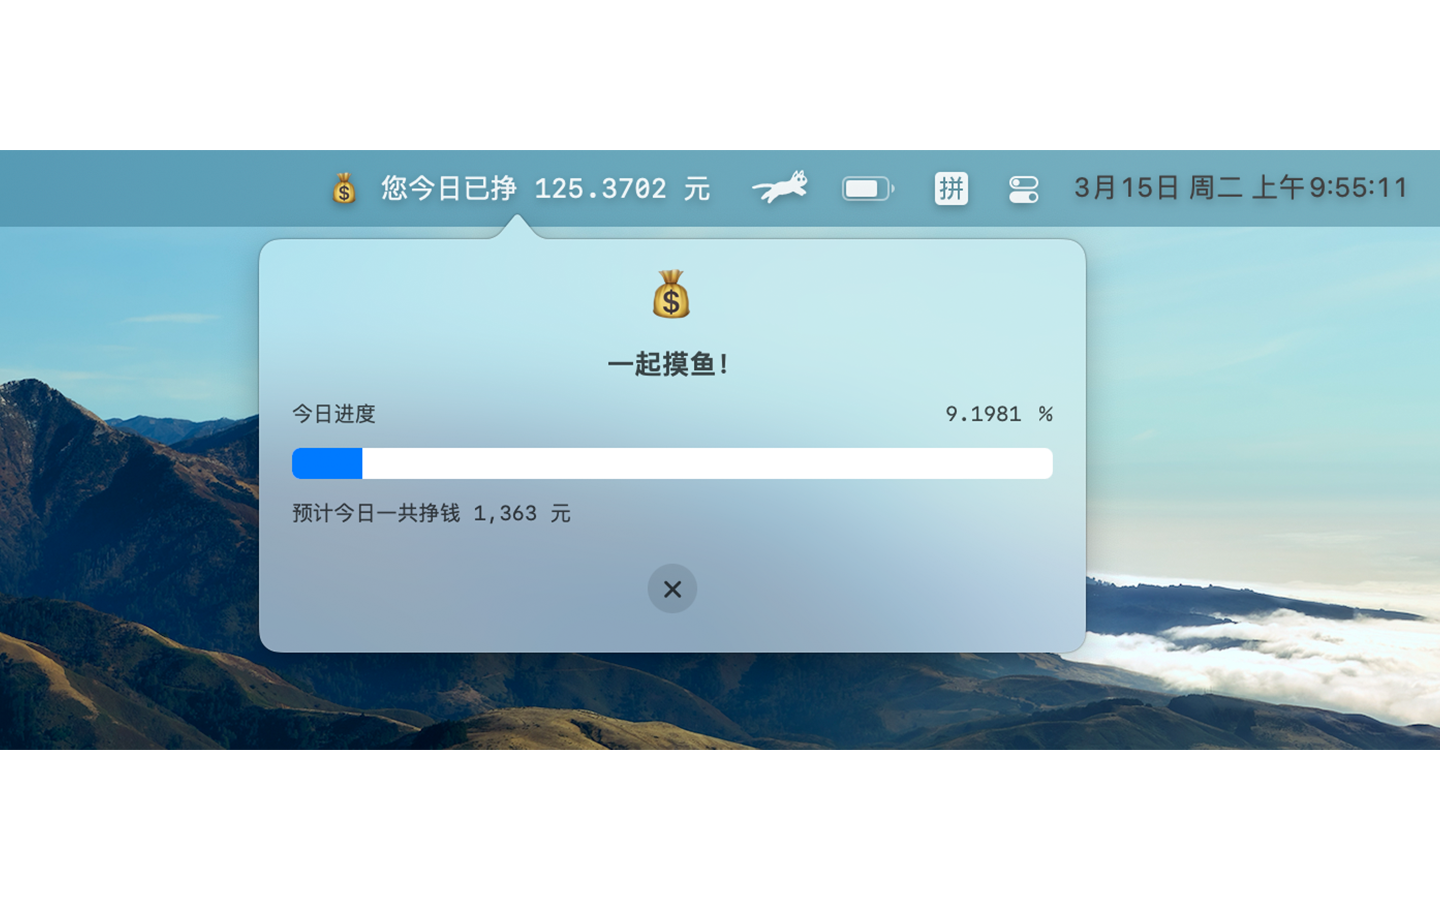 您今日已挣 125.3702 元 拼 3月15日 周二 上午9:55:11
$
一起摸鱼!
今日进度 9.1981 %
预计今日一共挣钱 1,363 元